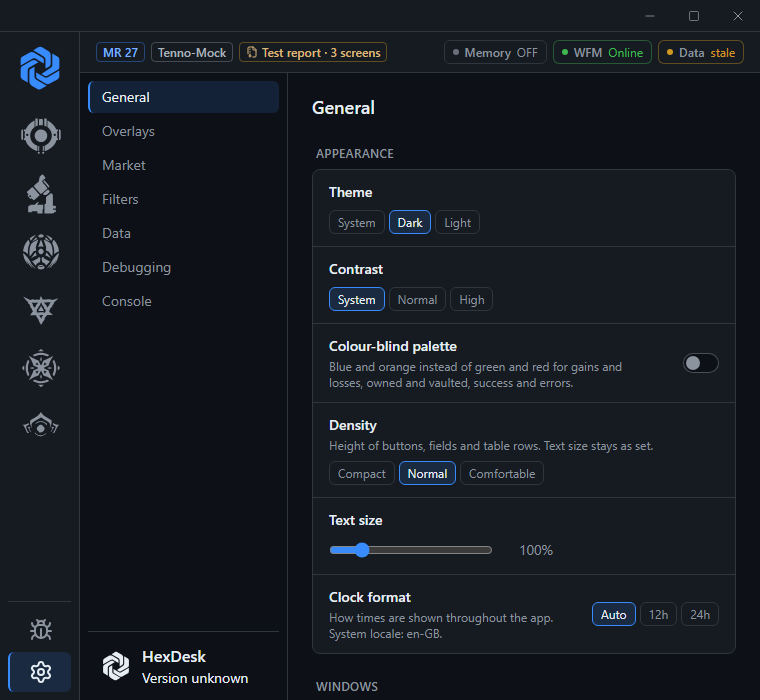 MR 27
Tenno-Mock
Test report · 3 screens
Memory OFF
WFM Online
Data stale
General
Overlays
Market
Filters
Data
Debugging
Console
HexDesk
Version unknown
General
APPEARANCE
Theme
System
Dark
Light
Contrast
System
Normal
High
Colour-blind palette
Blue and orange instead of green and red for gains and
losses, owned and vaulted, success and errors.
Density
Height of buttons, fields and table rows. Text size stays as set.
Compact
Normal
Comfortable
Text size
100%
Clock format
How times are shown throughout the app.
System locale: en-GB.
Auto
12h
24h
WINDOWS